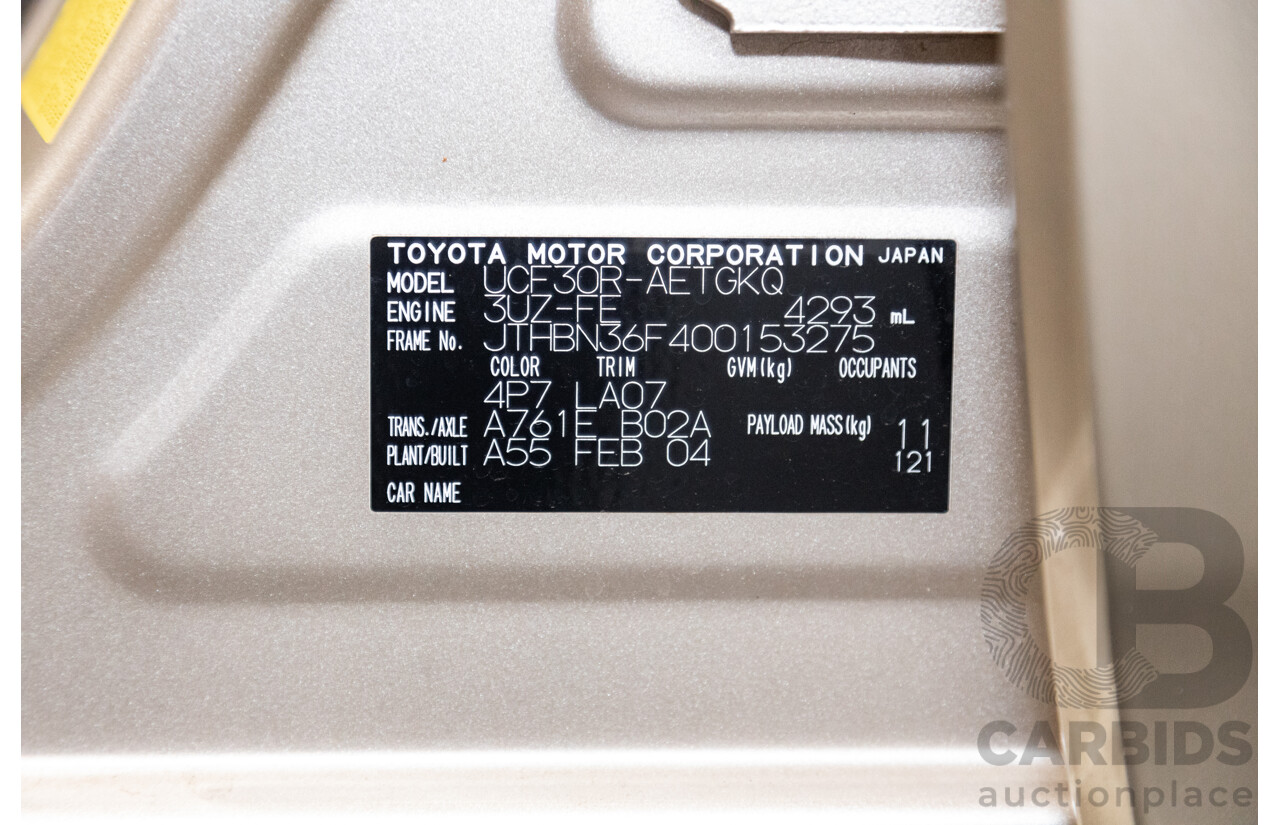 TOYOTA MOTOR CORPORATION JAPAN
MODEL UCF30R-AETGKQ
ENGINE 3UZ-FE 4293 mL
FRAME No. JTHBN36F400153275
COLOR TRIM GVM(kg) OCCUPANTS
4P7 LA07
TRANS./AXLE A761E B02A PAYLOAD MASS(kg) 11
PLANT/BUILT A55 FEB 04 121
CAR NAME
CB
CARBIDS
auctionplace